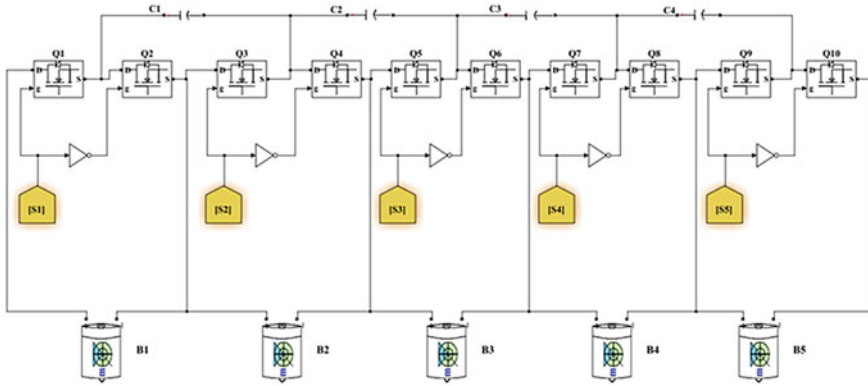 C1 C2 C3 C4
Q1 Q2 Q3 Q4 Q5 Q6 Q7 Q8 Q9 Q10
D S D S D S D S D S D S D S D S D S D S
g g g g g g g g g g
[S1] [S2] [S3] [S4] [S5]
B1 B2 B3 B4 B5
m m m m m